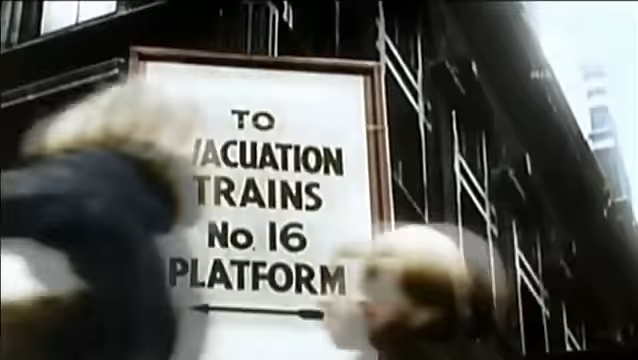 TO
VACUATION
TRAINS
No. 16
PLATFORM